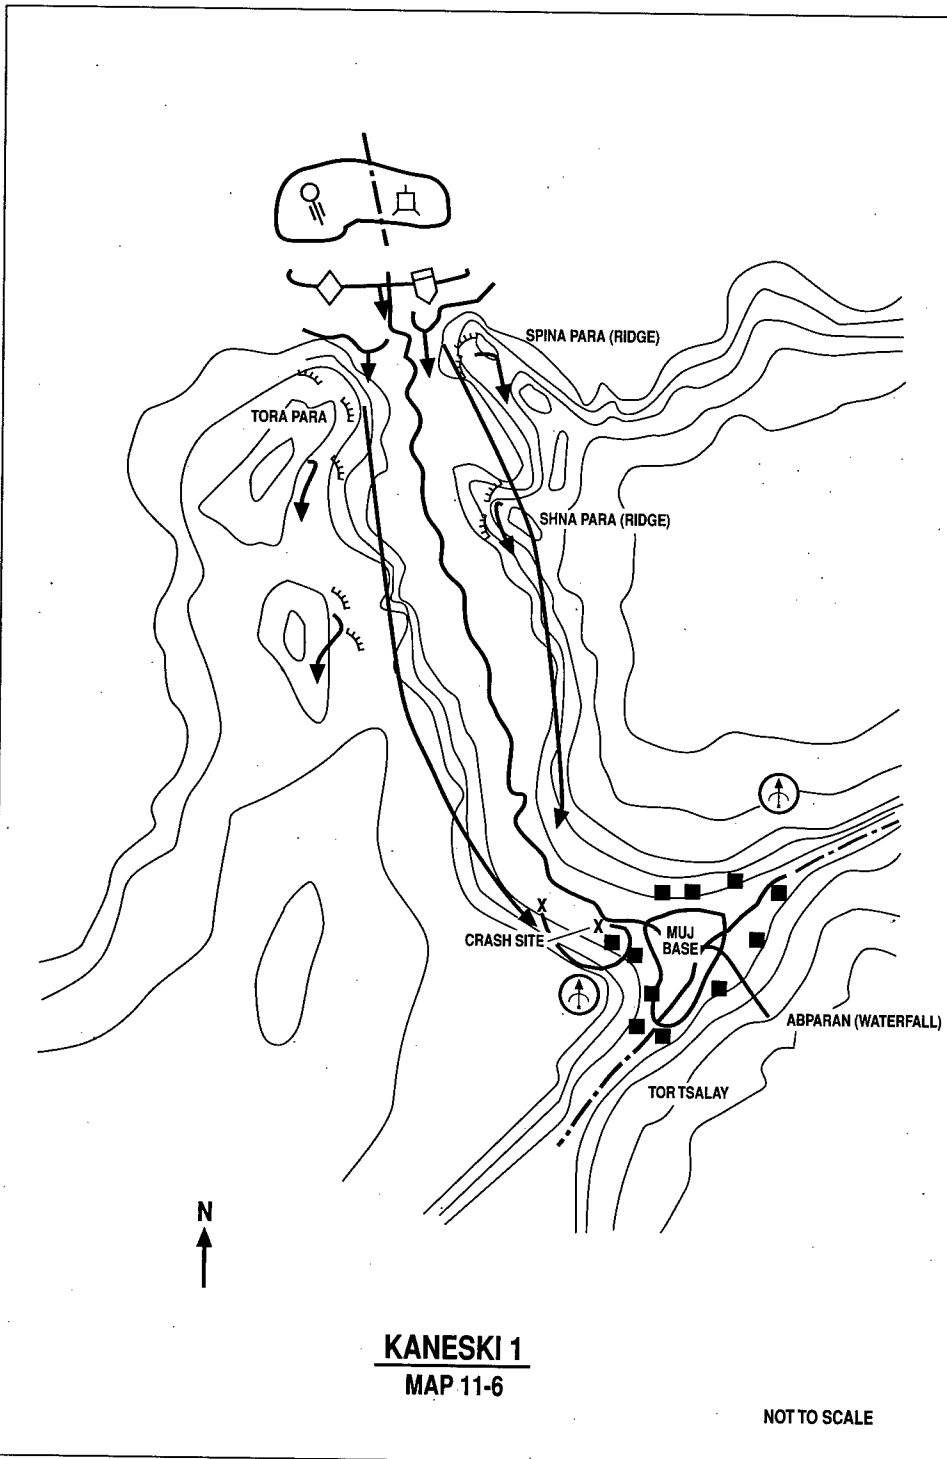 SPINA PARA (RIDGE)
TORA PARA
SHNA PARA (RIDGE)
X
X
CRASH SITE
MUJ
BASE
ABPARAN (WATERFALL)
TOR TSALAY
N
KANESKI 1
MAP 11-6
NOT TO SCALE